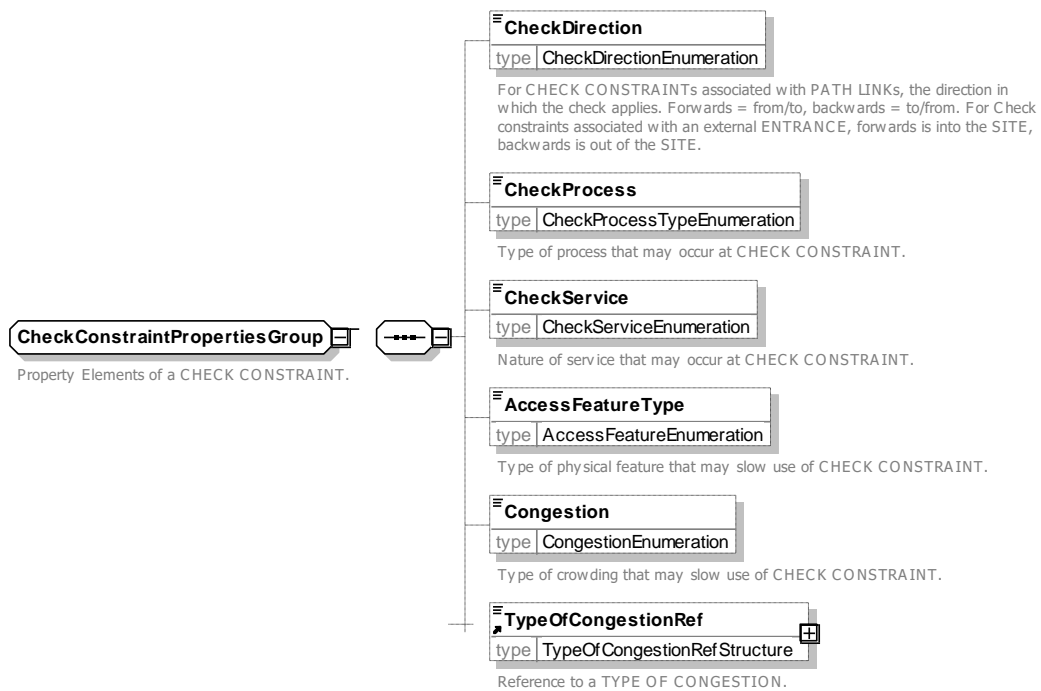 CheckDirection
type CheckDirectionEnumeration
For CHECK CONSTRAINTs associated with PATH LINKs, the direction in
which the check applies. Forwards = from/to, backwards = to/from. For Check
constraints associated with an external ENTRANCE, forwards is into the SITE,
backwards is out of the SITE.
CheckProcess
type CheckProcessTypeEnumeration
Type of process that may occur at CHECK CONSTRAINT.
CheckService
type CheckServiceEnumeration
Nature of service that may occur at CHECK CONSTRAINT.
CheckConstraintPropertiesGroup
Property Elements of a CHECK CONSTRAINT.
AccessFeatureType
type AccessFeatureEnumeration
Type of physical feature that may slow use of CHECK CONSTRAINT.
Congestion
type CongestionEnumeration
Type of crowding that may slow use of CHECK CONSTRAINT.
TypeOfCongestionRef
type TypeOfCongestionRefStructure
Reference to a TYPE OF CONGESTION.